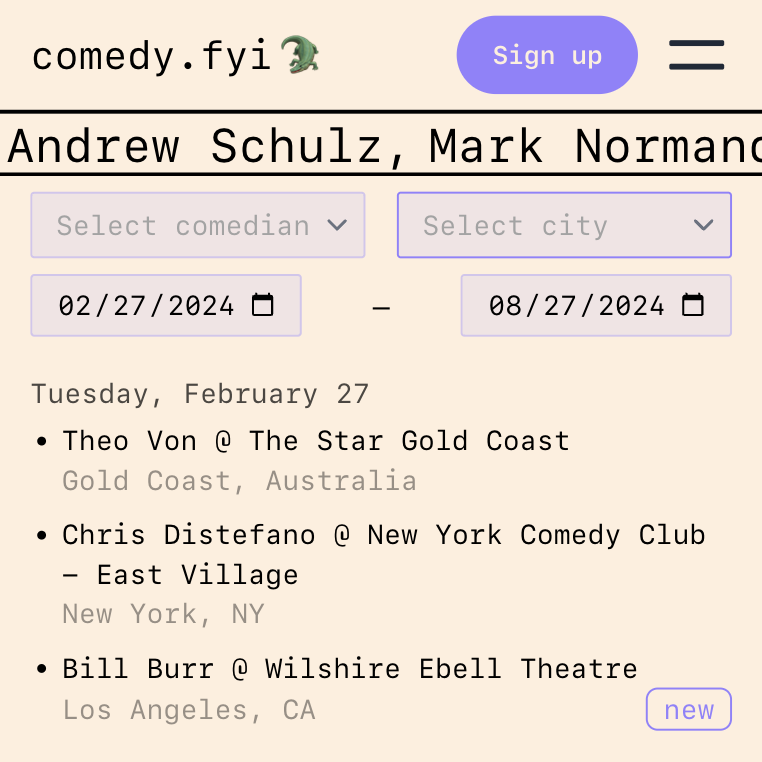 comedy.fyi
Sign up
Andrew Schulz, Mark Normand
Select comedian
Select city
02/27/2024
–
08/27/2024
Tuesday, February 27
• Theo Von @ The Star Gold Coast
Gold Coast, Australia
• Chris Distefano @ New York Comedy Club
– East Village
New York, NY
• Bill Burr @ Wilshire Ebell Theatre
Los Angeles, CA
new